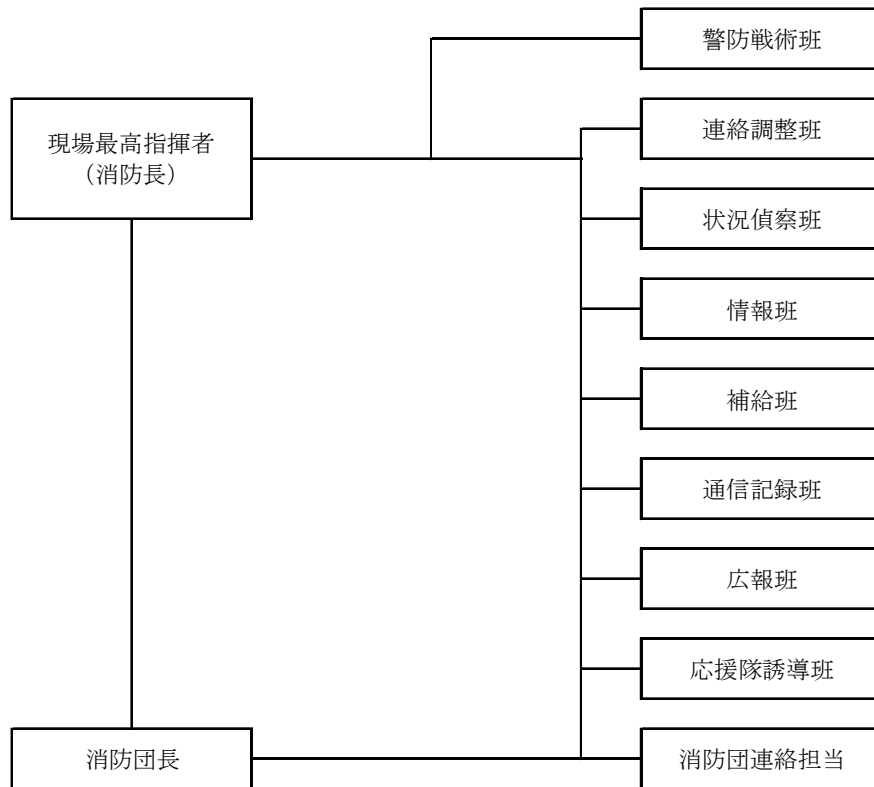 警防戦術班
現場最高指揮者
（消防長）
連絡調整班
状況偵察班
情報班
補給班
通信記録班
広報班
応援隊誘導班
消防団長
消防団連絡担当